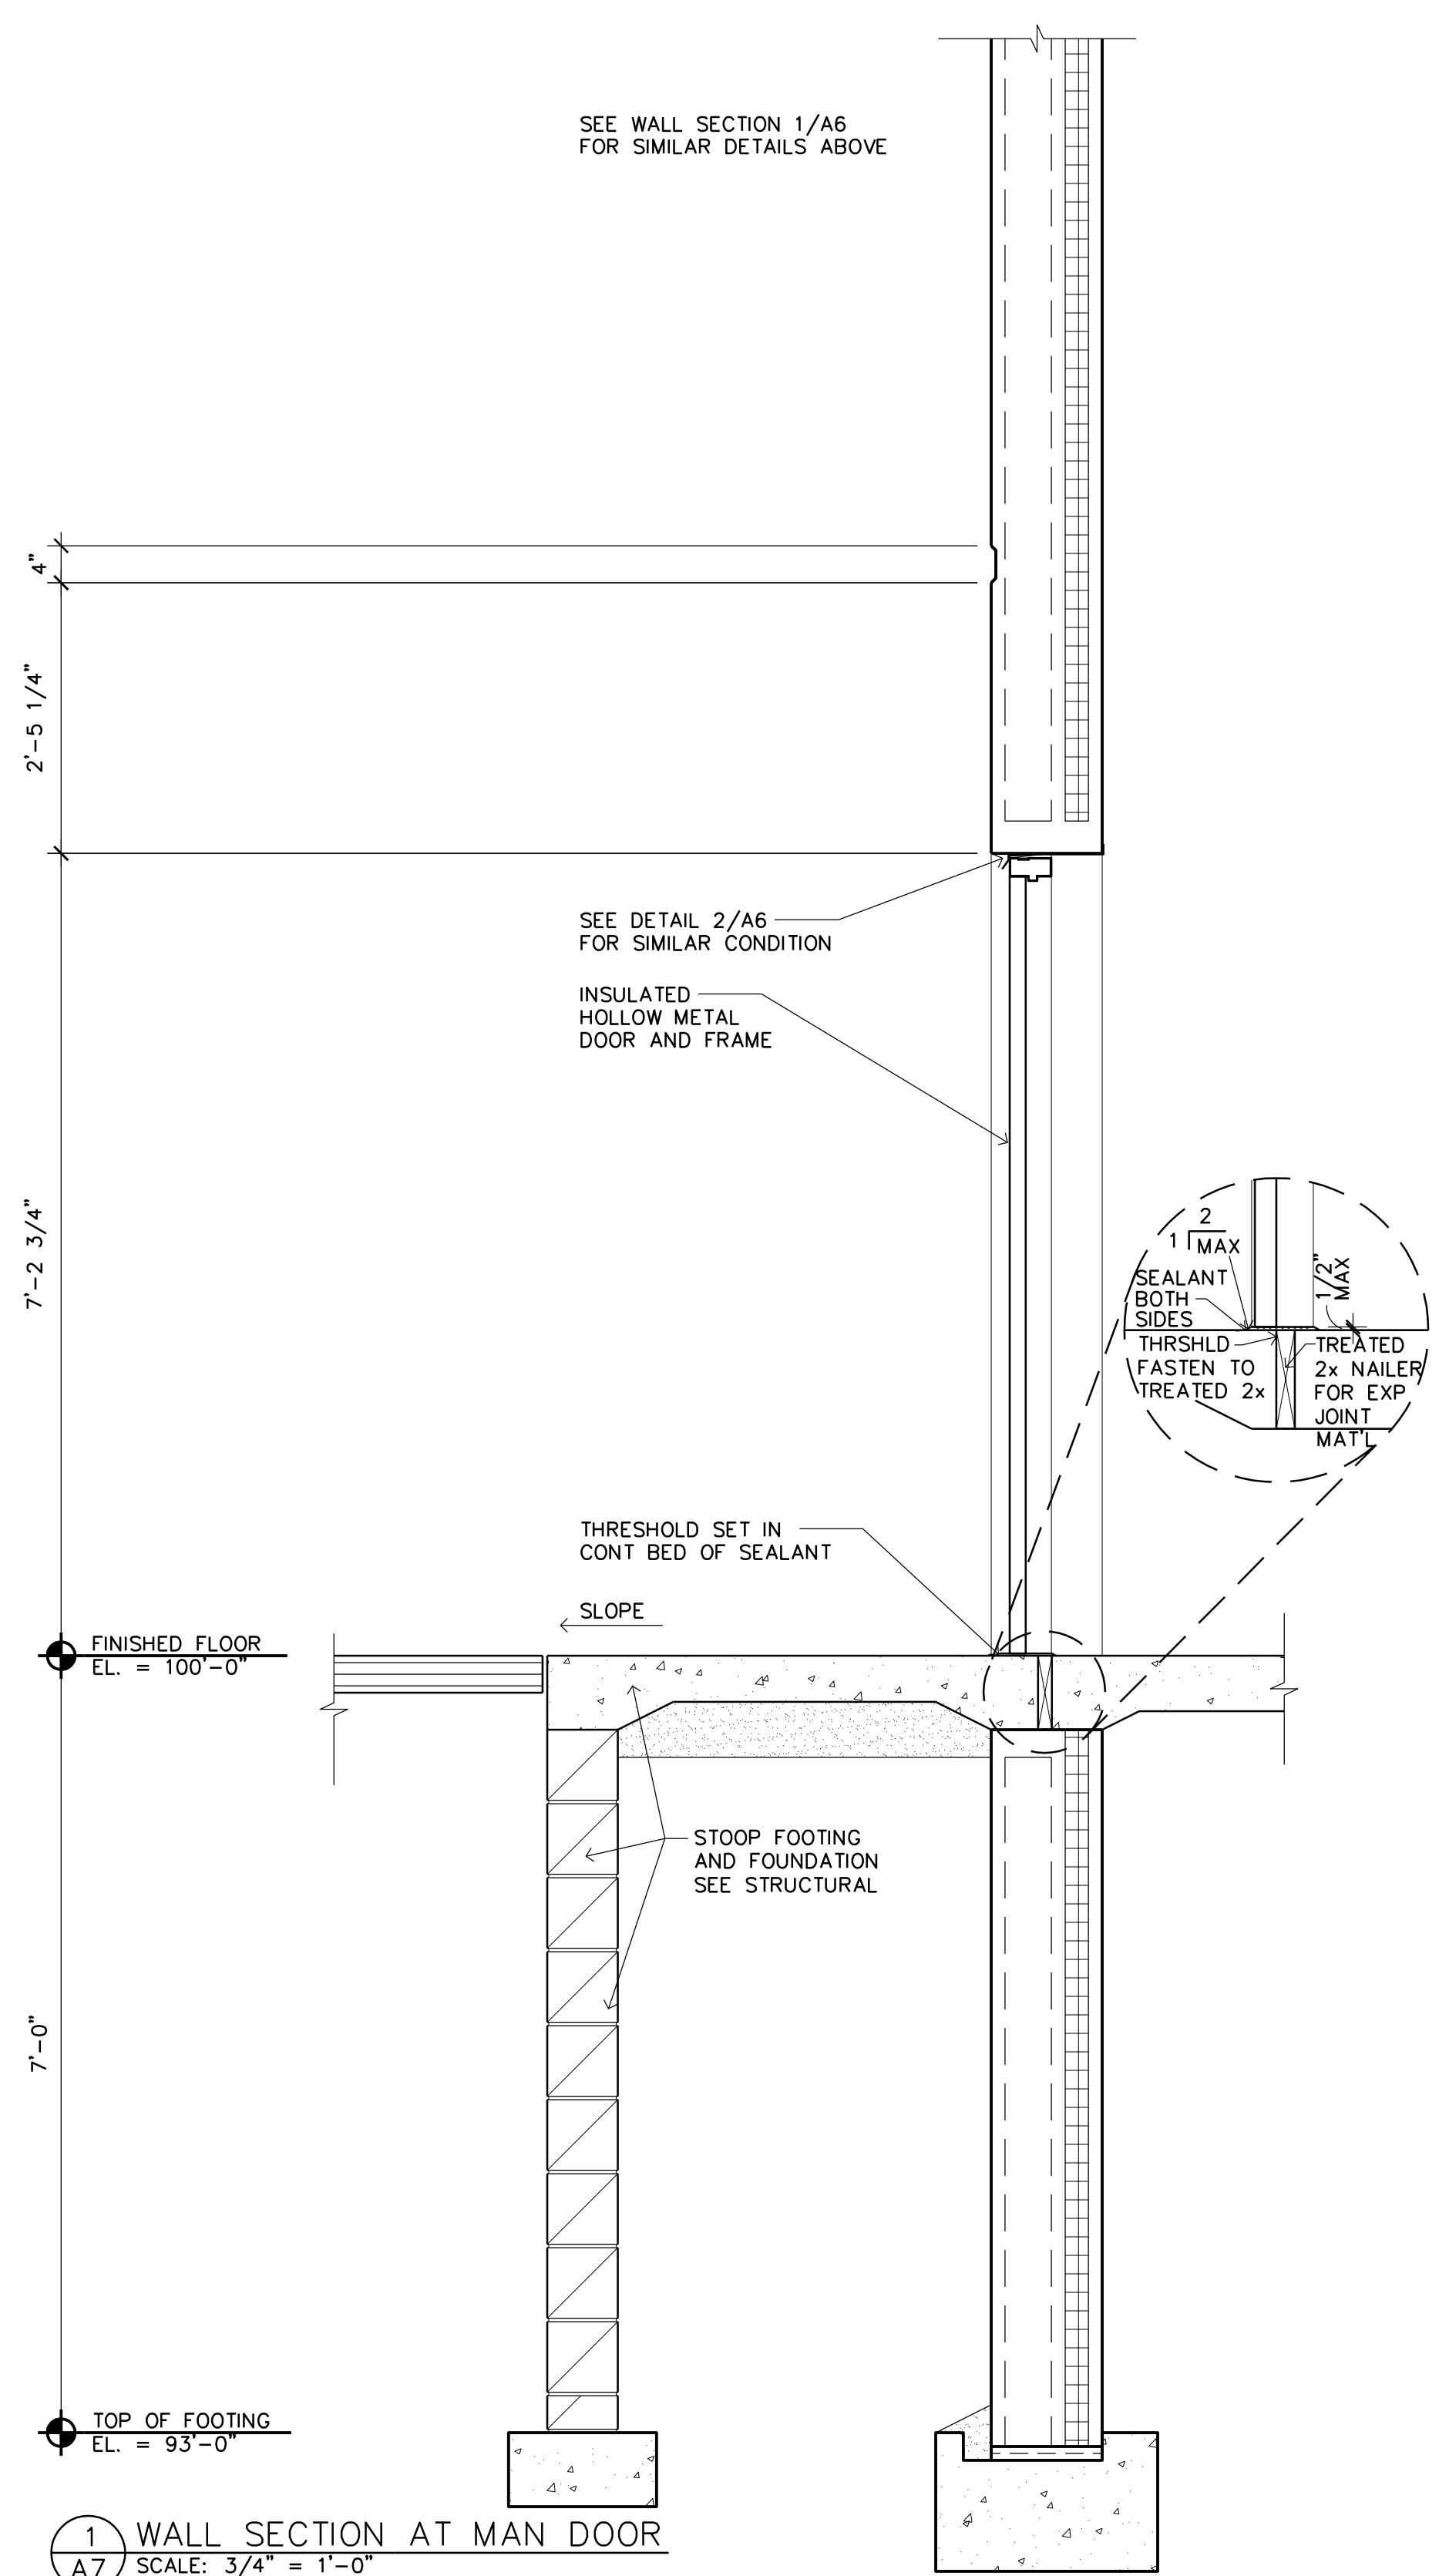 SEE WALL SECTION 1/A6
FOR SIMILAR DETAILS ABOVE
4"
2'-5 1/4"
SEE DETAIL 2/A6
FOR SIMILAR CONDITION
INSULATED
HOLLOW METAL
DOOR AND FRAME
7'-2 3/4"
2
1
MAX
SEALANT
BOTH
SIDES
1/2"
MAX
THRSHLD
FASTEN TO
TREATED 2x
TREATED
2x NAILER
FOR EXP
JOINT
MAT'L
THRESHOLD SET IN
CONT BED OF SEALANT
SLOPE
FINISHED FLOOR
EL. = 100'-0"
STOOP FOOTING
AND FOUNDATION
SEE STRUCTURAL
7'-0"
TOP OF FOOTING
EL. = 93'-0"
1
A7
WALL SECTION AT MAN DOOR
SCALE: 3/4" = 1'-0"